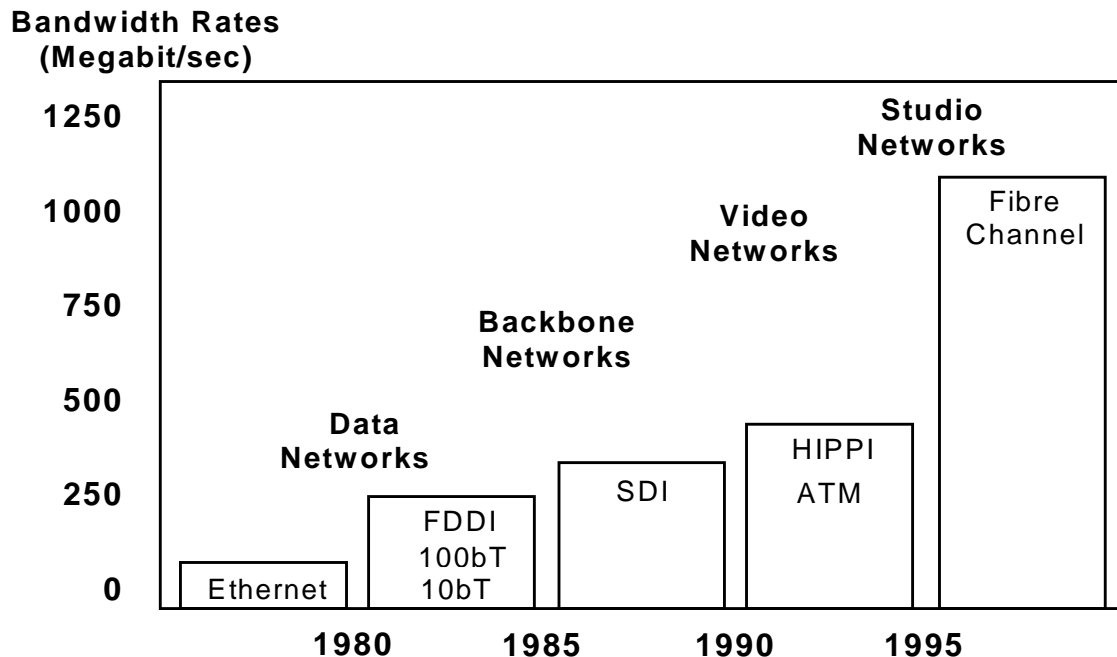 Bandwidth Rates
(Megabit/sec)
1250
1000
750
500
250
0
Studio
Networks
Video
Networks
Backbone
Networks
Data
Networks
Fibre
Channel
HIPPI
ATM
SDI
FDDI
100bT
10bT
Ethernet
1980 1985 1990 1995